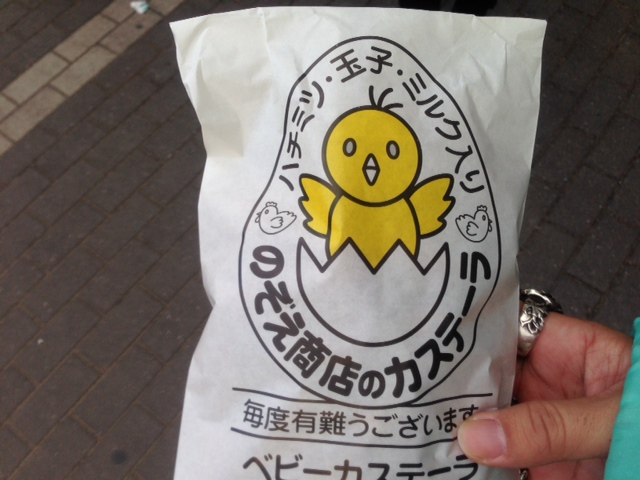 ハチミツ・玉子・ミルク入り
のぞえ商店のカステーラ
毎度有難うございます
ベビーカステーラ